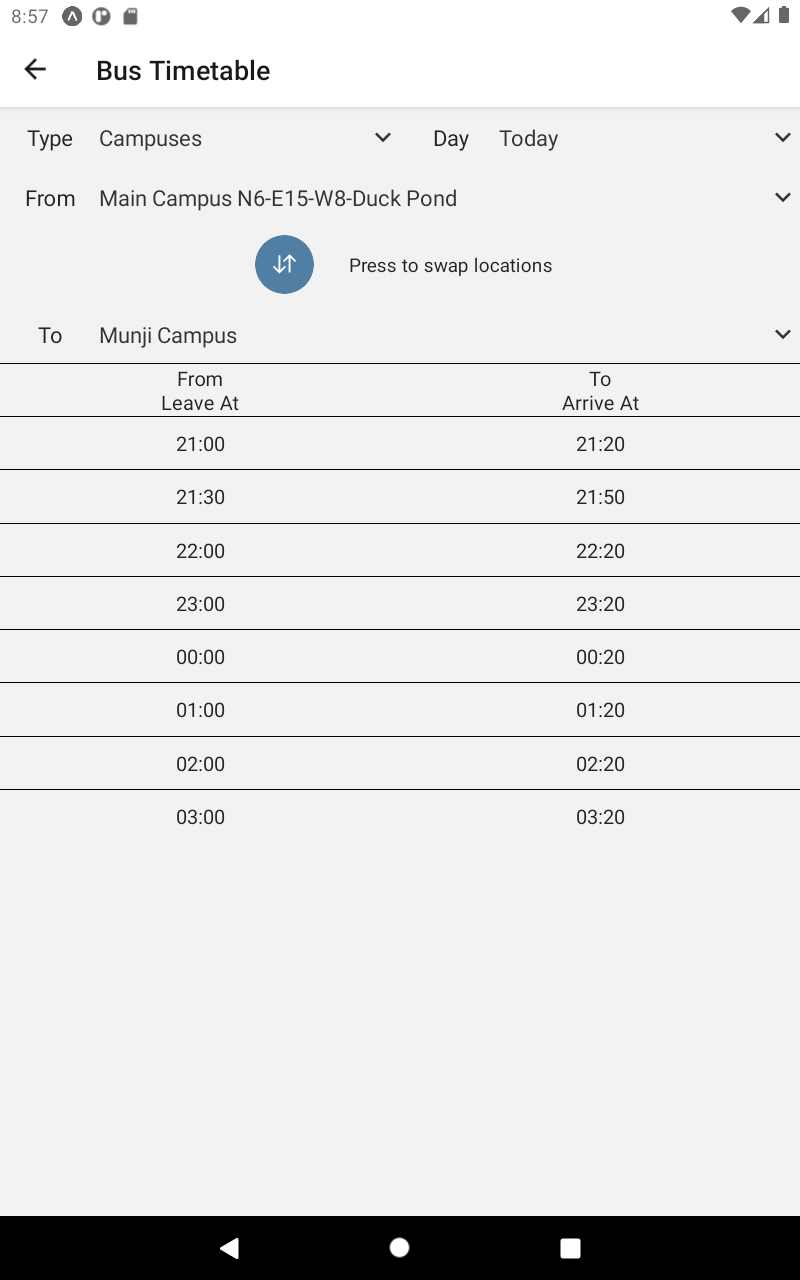 8:57
Bus Timetable
Type Campuses Day Today
From Main Campus N6-E15-W8-Duck Pond
Press to swap locations
To Munji Campus
From To
Leave At Arrive At
21:00 21:20
21:30 21:50
22:00 22:20
23:00 23:20
00:00 00:20
01:00 01:20
02:00 02:20
03:00 03:20